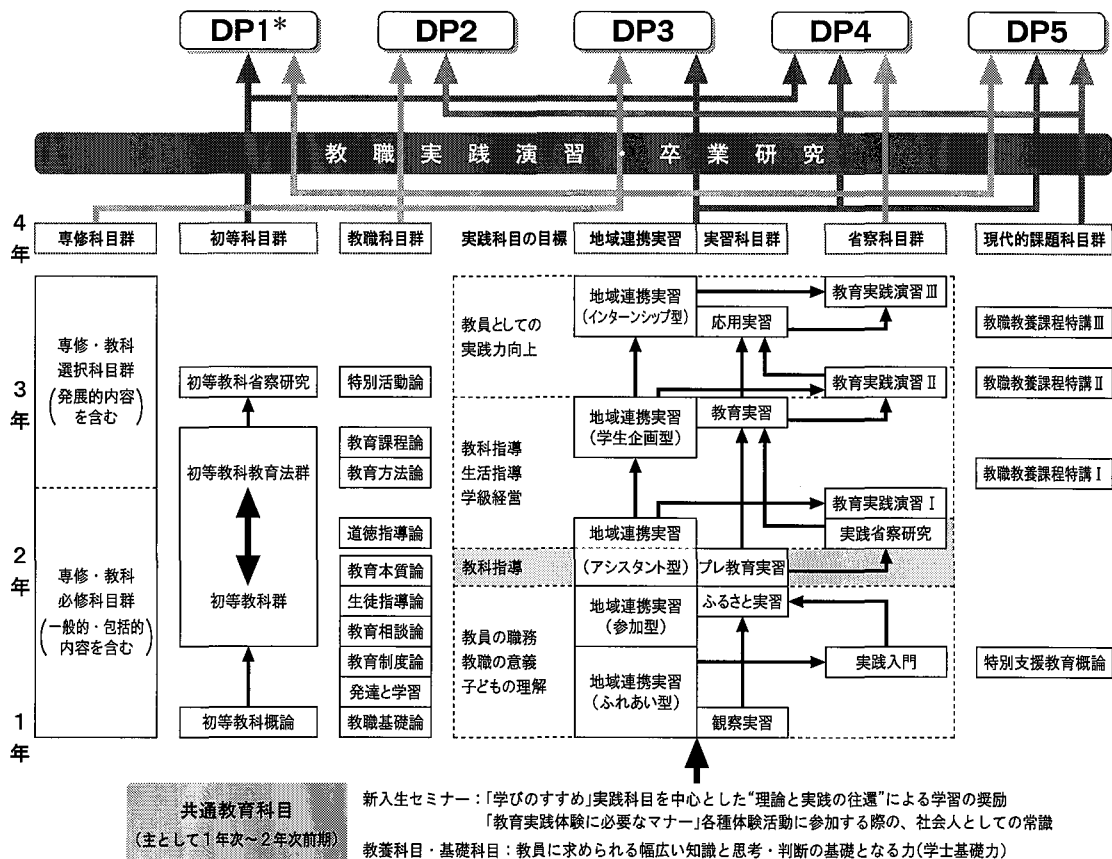 DP1* DP2 DP3 DP4 DP5
教職実践演習・卒業研究
4年
専修科目群 初等科目群 教職科目群 実践科目の目標 地域連携実習 実習科目群 省察科目群 現代的課題科目群
3年
専修・教科
選択科目群
(発展的内容
を含む)
専修・教科
必修科目群
(一般的・包括的
内容を含む)
初等教科省察研究
初等教科教育法群
初等教科群
初等教科概論
特別活動論
教育課程論
教育方法論
道徳指導論
教育本質論
生徒指導論
教育相談論
教育制度論
発達と学習
教職基礎論
教員としての
実践力向上
教科指導
生活指導
学級経営
教科指導
教員の職務
教職の意義
子どもの理解
地域連携実習
(インターンシップ型)
地域連携実習
(学生企画型)
地域連携実習
(アシスタント型)
地域連携実習
(参加型)
地域連携実習
(ふれあい型)
応用実習
教育実習
プレ教育実習
ふるさと実習
観察実習
教育実践演習Ⅲ
教育実践演習Ⅱ
教育実践演習Ⅰ
実践省察研究
実践入門
教職教養課程特講Ⅲ
教職教養課程特講Ⅱ
教職教養課程特講Ⅰ
特別支援教育概論
2年
1年
共通教育科目
(主として1年次~2年次前期)
新入生セミナー:「学びのすすめ」実践科目を中心とした“理論と実践の往還”による学習の奨励
「教育実践体験に必要なマナー」各種体験活動に参加する際の、社会人としての常識
教養科目・基礎科目:教員に求められる幅広い知識と思考・判断の基礎となる力(学士基礎力)